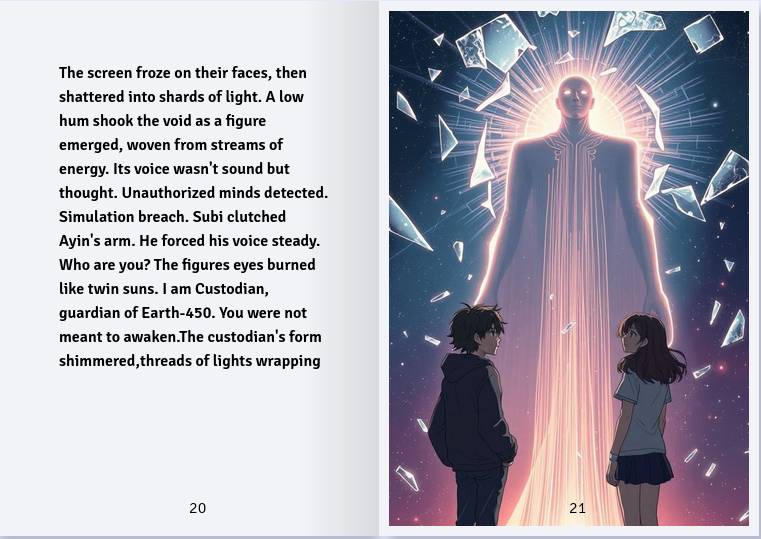 The screen froze on their faces, then
shattered into shards of light. A low
hum shook the void as a figure
emerged, woven from streams of
energy. Its voice wasn't sound but
thought. Unauthorized minds detected.
Simulation breach. Subi clutched
Ayin's arm. He forced his voice steady.
Who are you? The figures eyes burned
like twin suns. I am Custodian,
guardian of Earth-450. You were not
meant to awaken.The custodian's form
shimmered,threads of lights wrapping
20
21